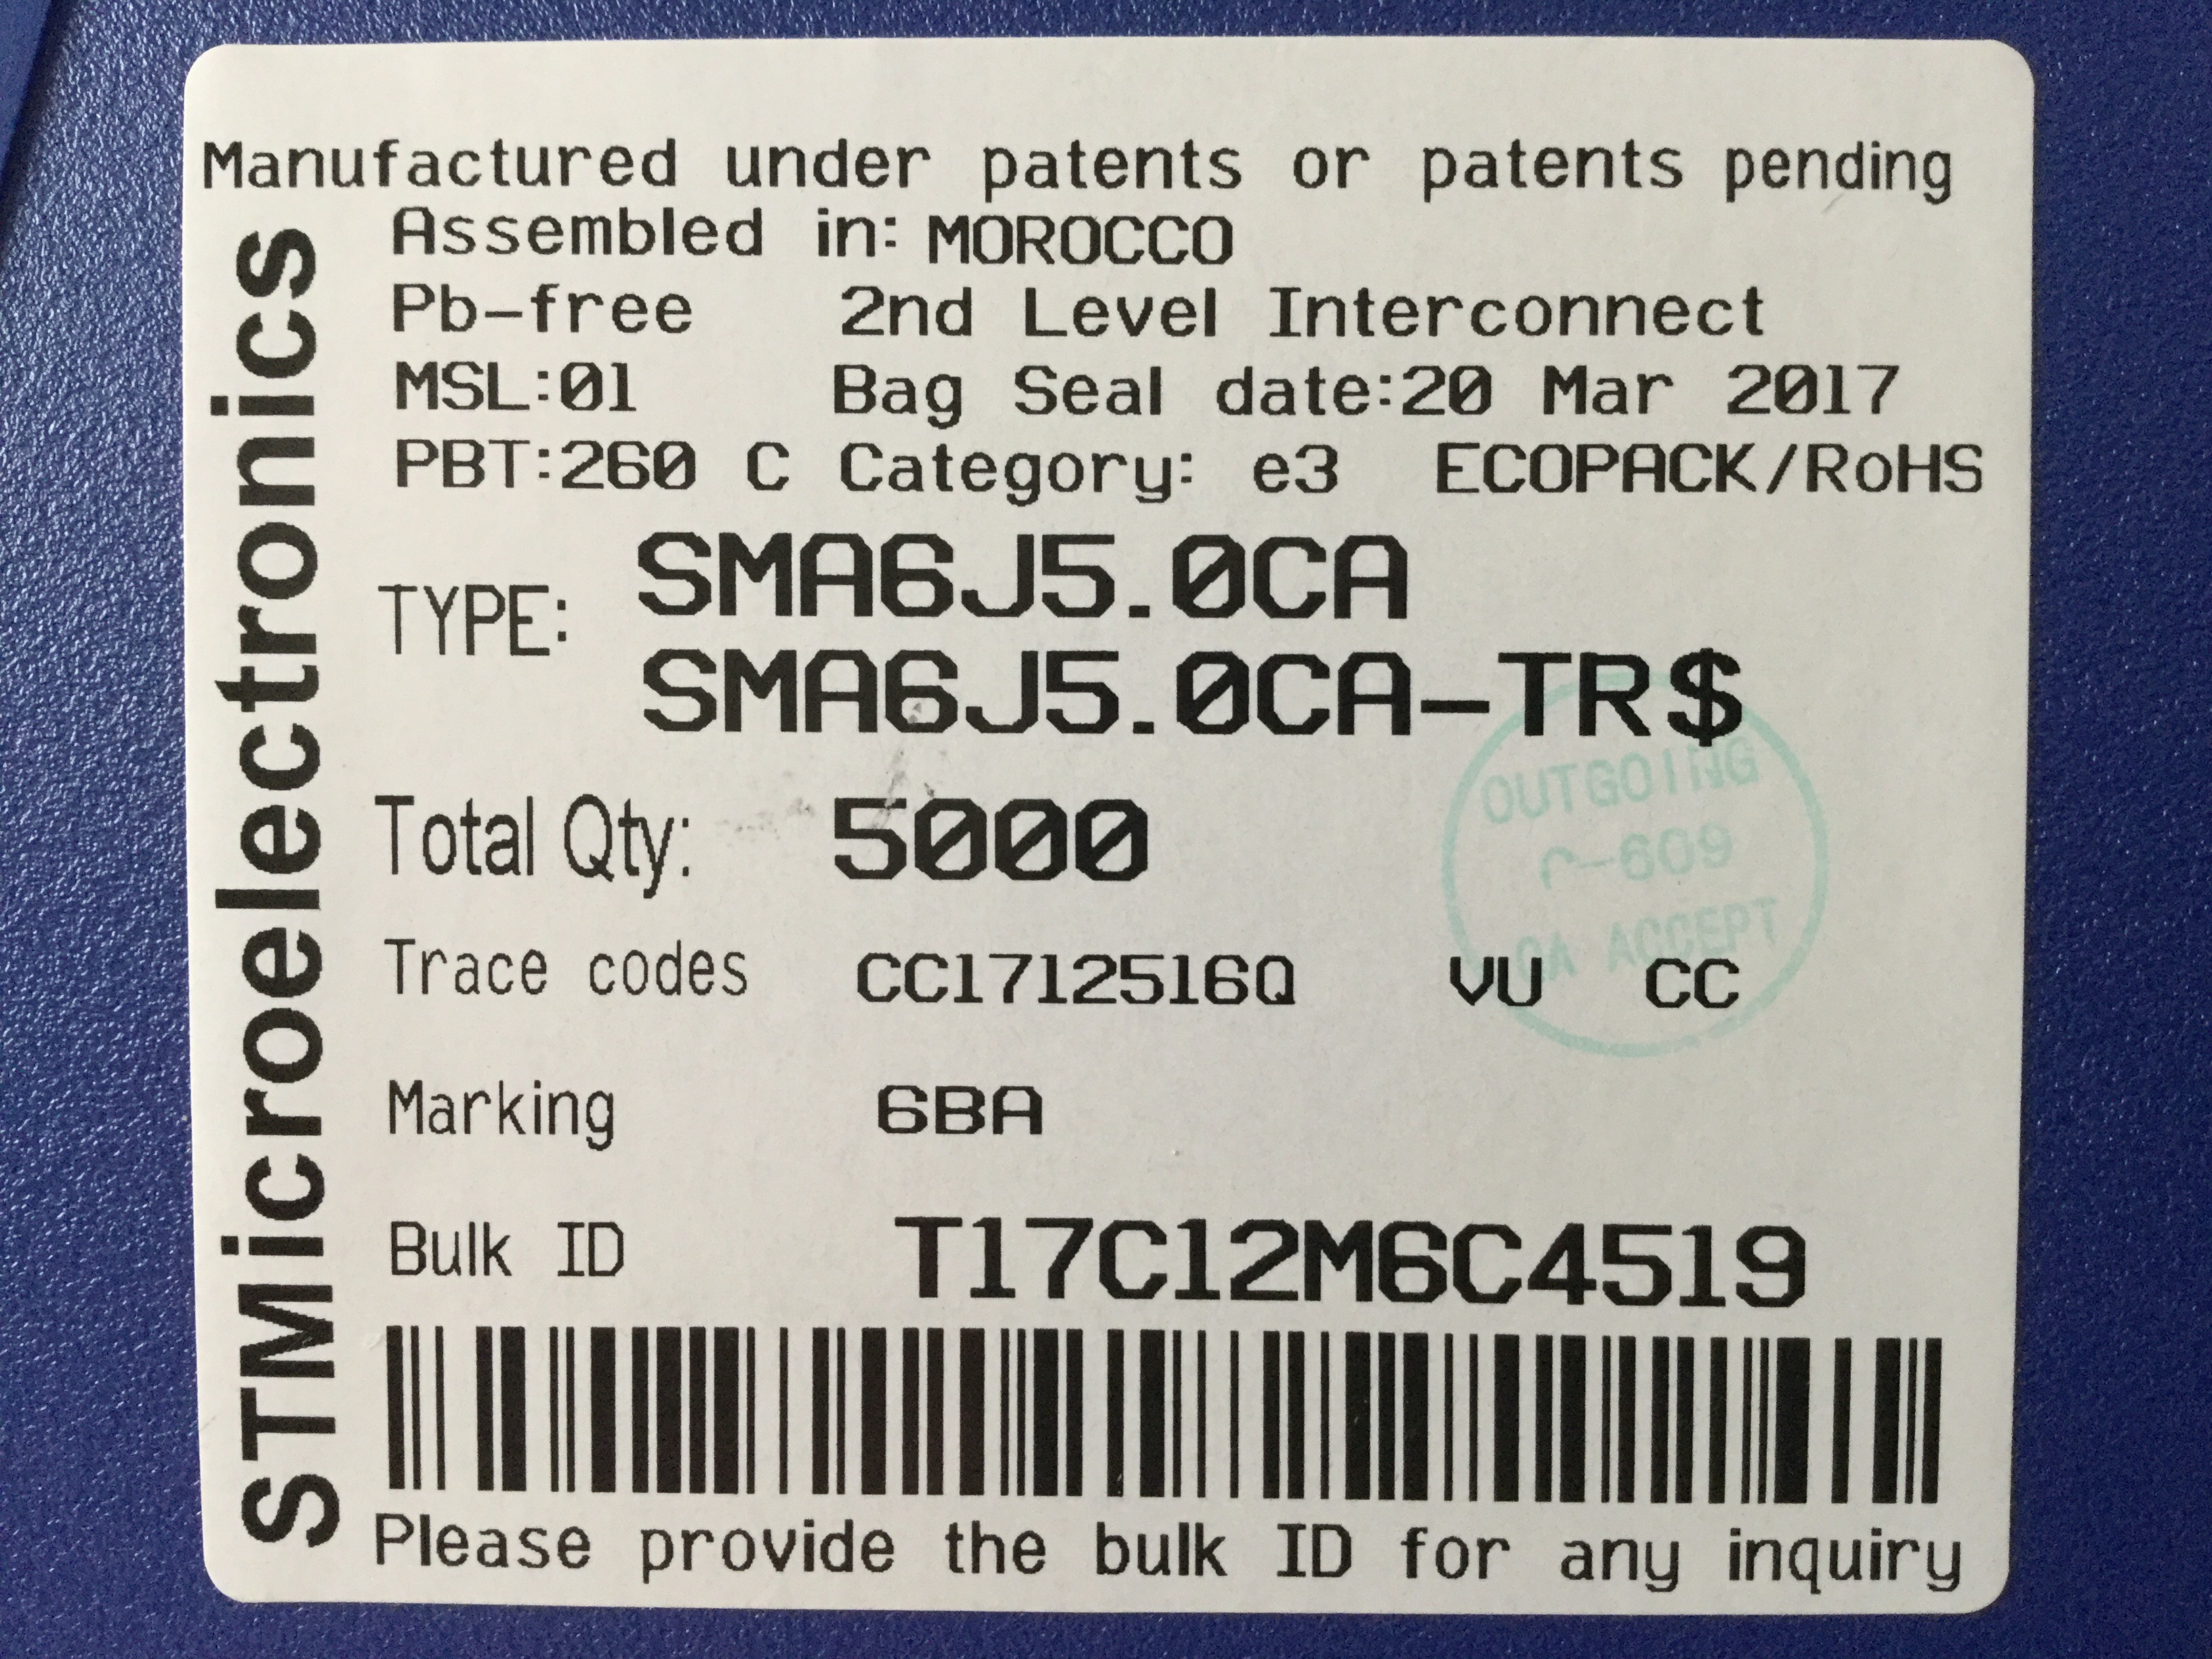 Manufactured under patents or patents pending
STMicroelectronics
Assembled in: MOROCCO
Pb-free 2nd Level Interconnect
MSL:01 Bag Seal date:20 Mar 2017
PBT:260 C Category: e3 ECOPACK/RoHS
TYPE: SMA6J5.0CA
SMA6J5.0CA-TR$
Total Qty: 5000
OUTGOING
QA ACCEPT
Trace codes CC1712516Q VU CC
Marking 6BA
Bulk ID T17C12M6C4519
Please provide the bulk ID for any inquiry